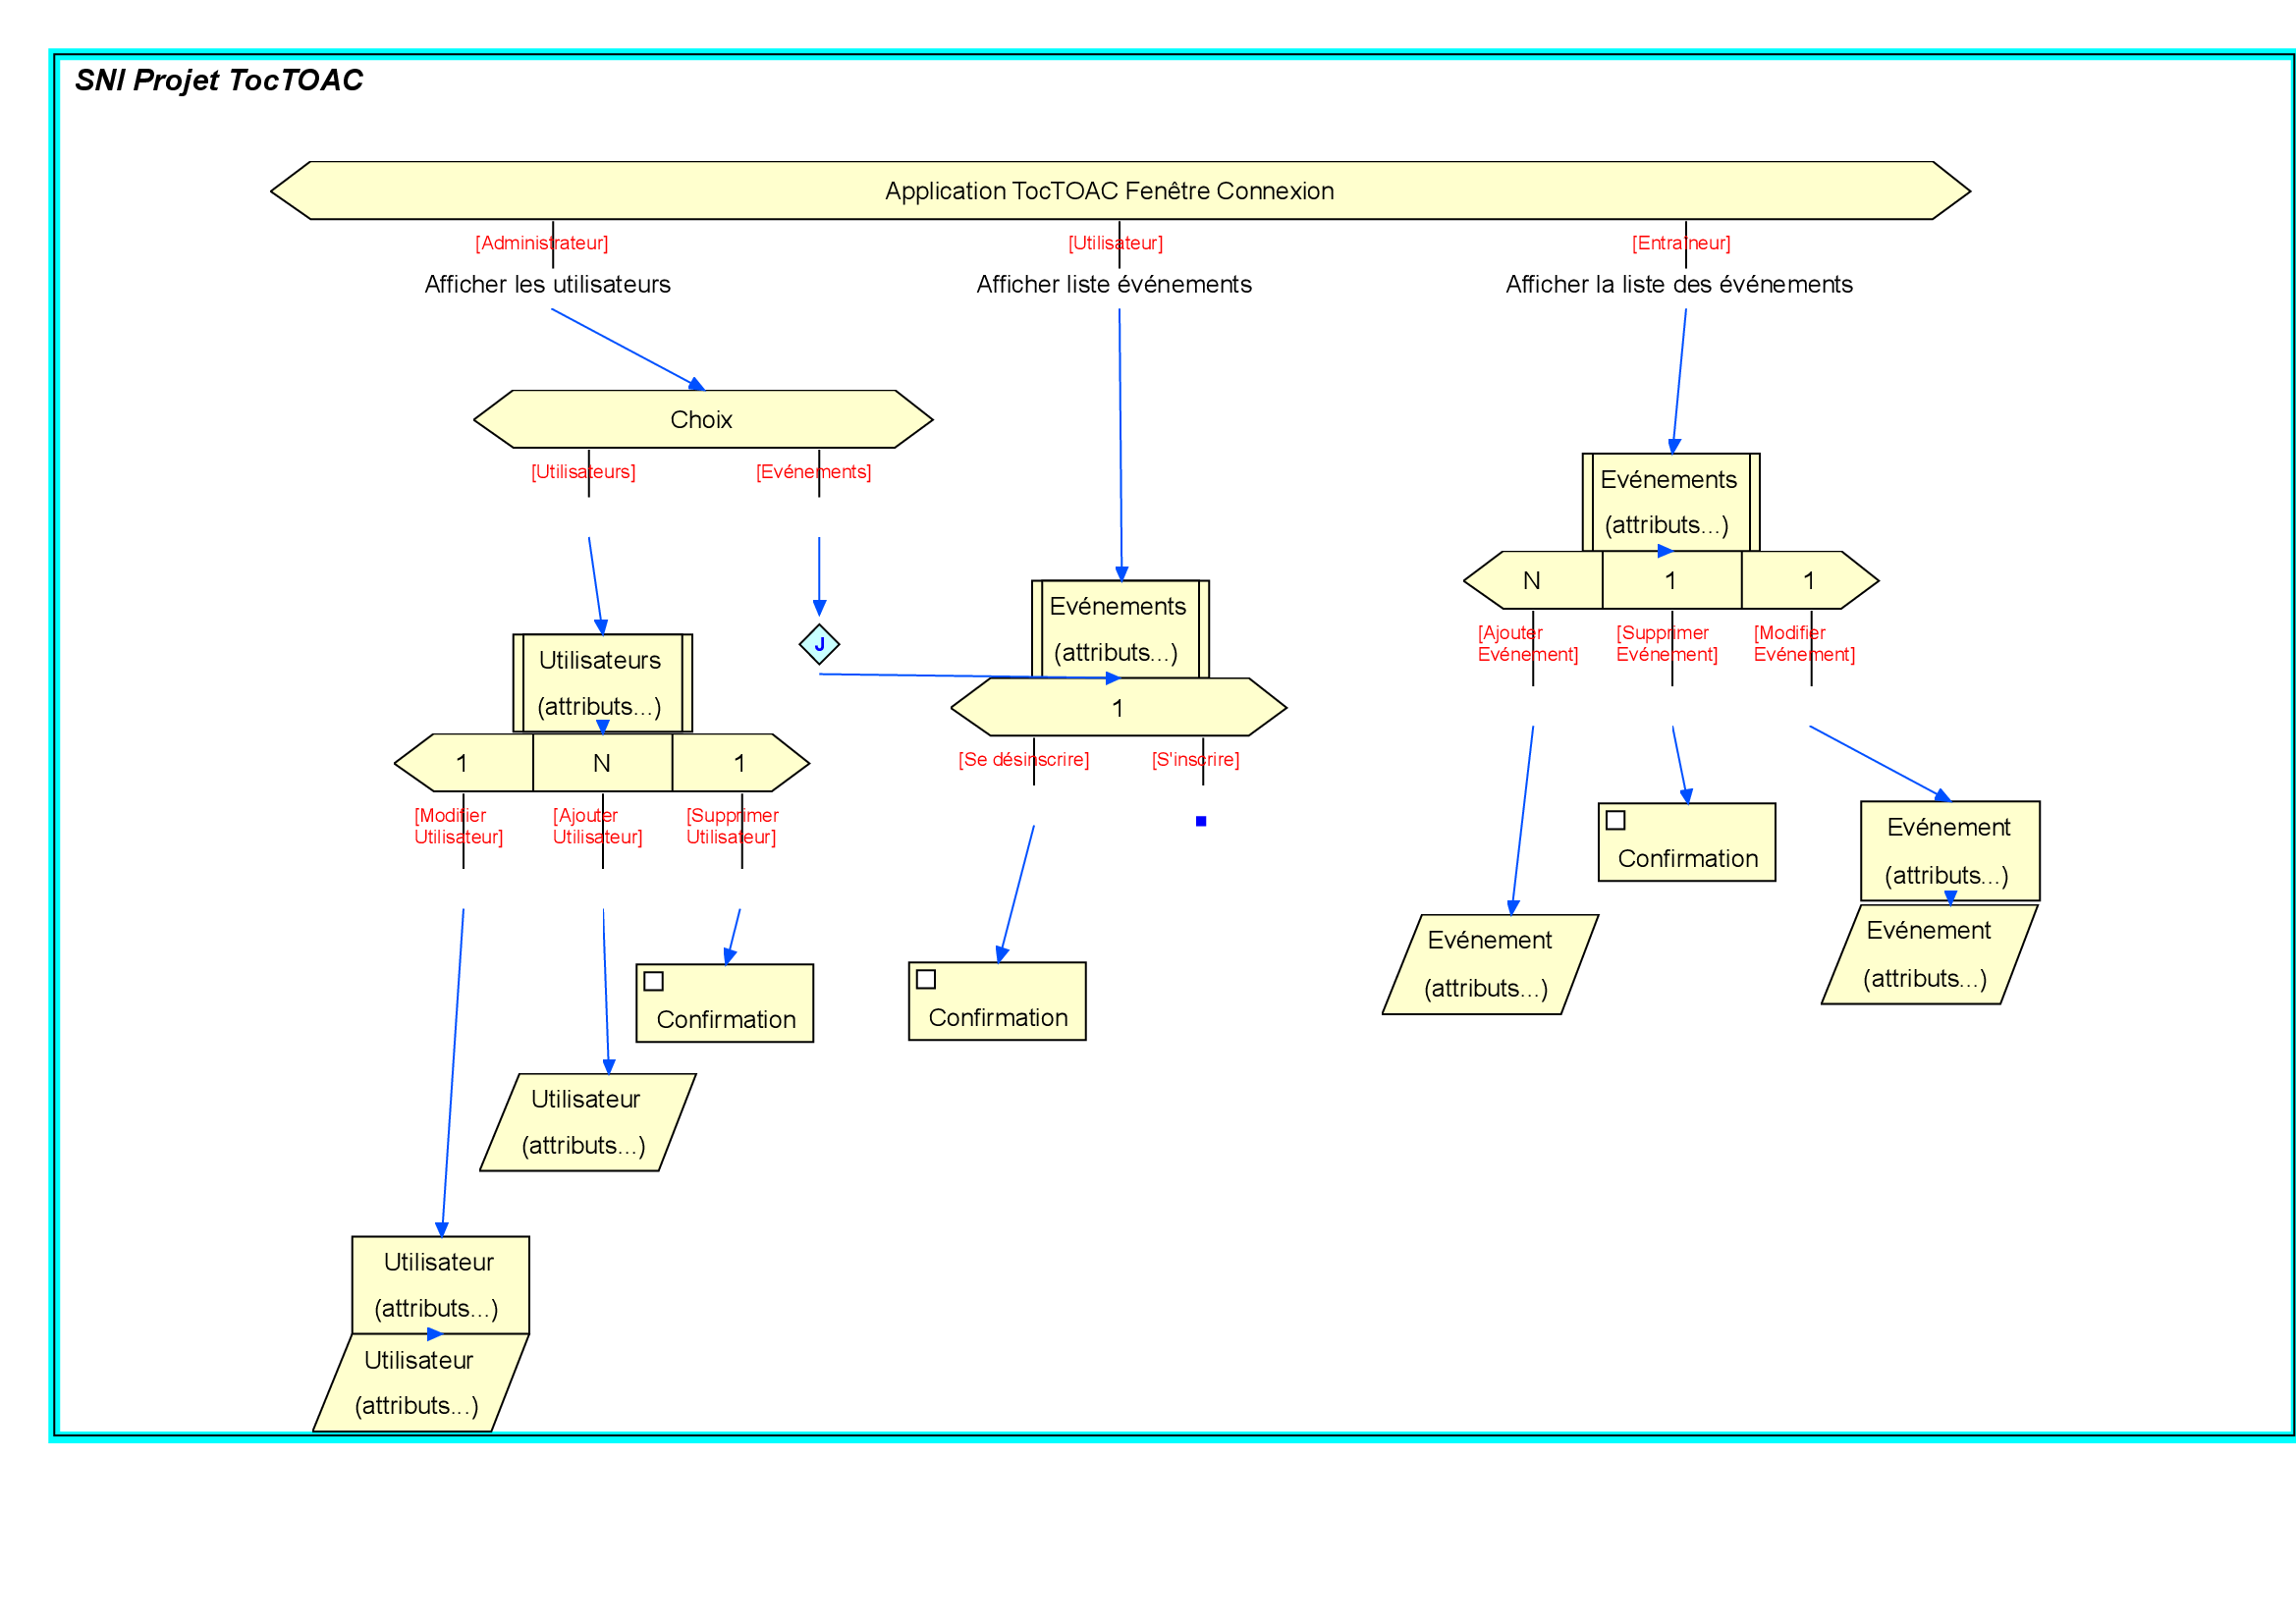 SNI Projet TocTOAC
Application TocTOAC Fenêtre Connexion
[Administrateur]
[Utilisateur]
[Entraîneur]
Afficher les utilisateurs
Afficher liste événements
Afficher la liste des événements
Choix
[Utilisateurs]
[Evénements]
Evénements
(attributs...)
N
1
1
[Ajouter
Evénement]
[Supprimer
Evénement]
[Modifier
Evénement]
J
Evénements
(attributs...)
1
[Se désinscrire]
[S'inscrire]
Utilisateurs
(attributs...)
1
N
1
[Modifier
Utilisateur]
[Ajouter
Utilisateur]
[Supprimer
Utilisateur]
Confirmation
Evénement
(attributs...)
Evénement
(attributs...)
Evénement
(attributs...)
Confirmation
Confirmation
Utilisateur
(attributs...)
Utilisateur
(attributs...)
Utilisateur
(attributs...)